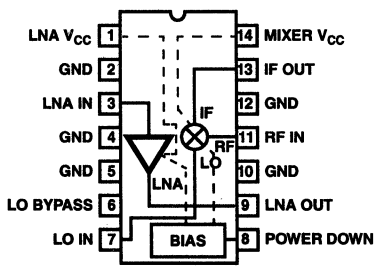 LNA VCC 1 14 MIXER VCC
GND 2 13 IF OUT
LNA IN 3 12 GND
IF
GND 4 11 RF IN
RF
LO
GND 5 10 GND
LNA
LO BYPASS 6 9 LNA OUT
LO IN 7 BIAS 8 POWER DOWN